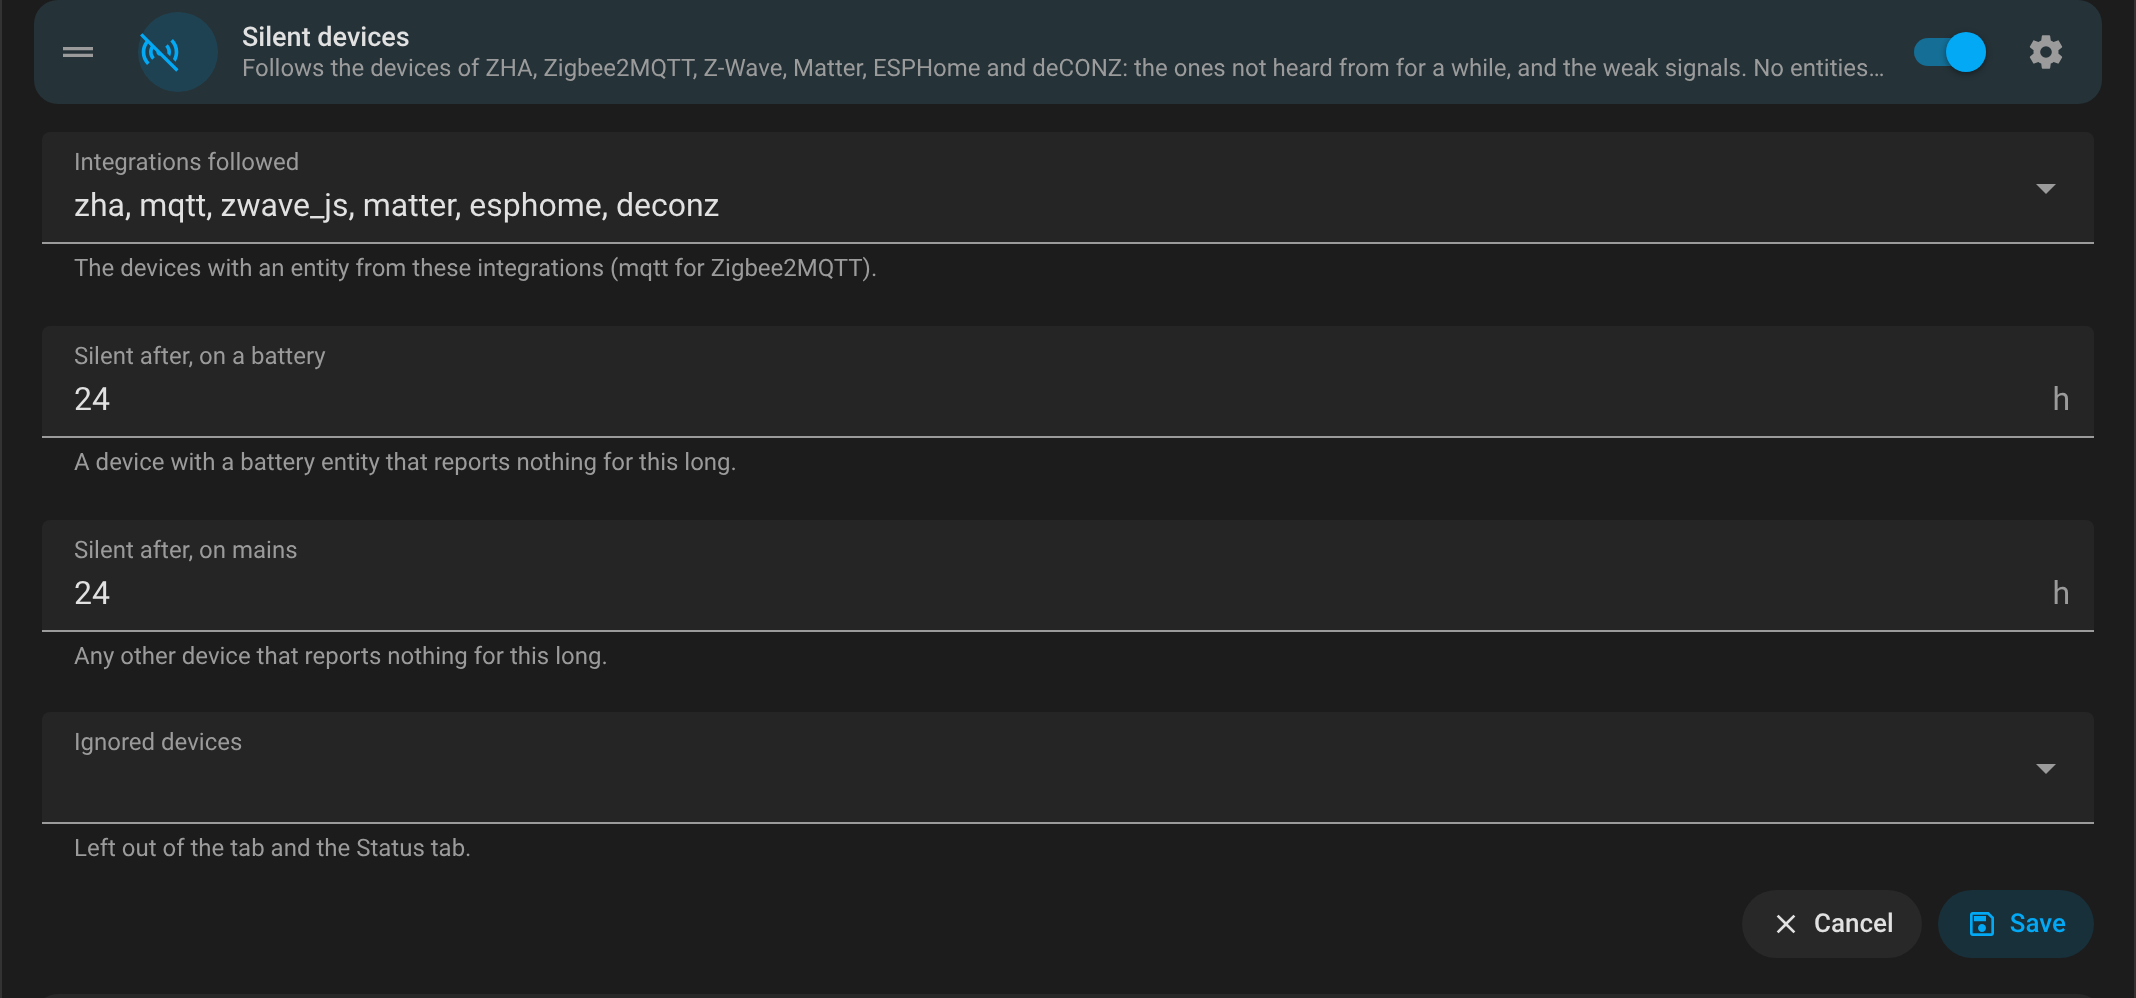 Silent devices
Follows the devices of ZHA, Zigbee2MQTT, Z-Wave, Matter, ESPHome and deCONZ: the ones not heard from for a while, and the weak signals. No entities…
Integrations followed
zha, mqtt, zwave_js, matter, esphome, deconz
The devices with an entity from these integrations (mqtt for Zigbee2MQTT).
Silent after, on a battery
24 h
A device with a battery entity that reports nothing for this long.
Silent after, on mains
24 h
Any other device that reports nothing for this long.
Ignored devices
Left out of the tab and the Status tab.
Cancel Save